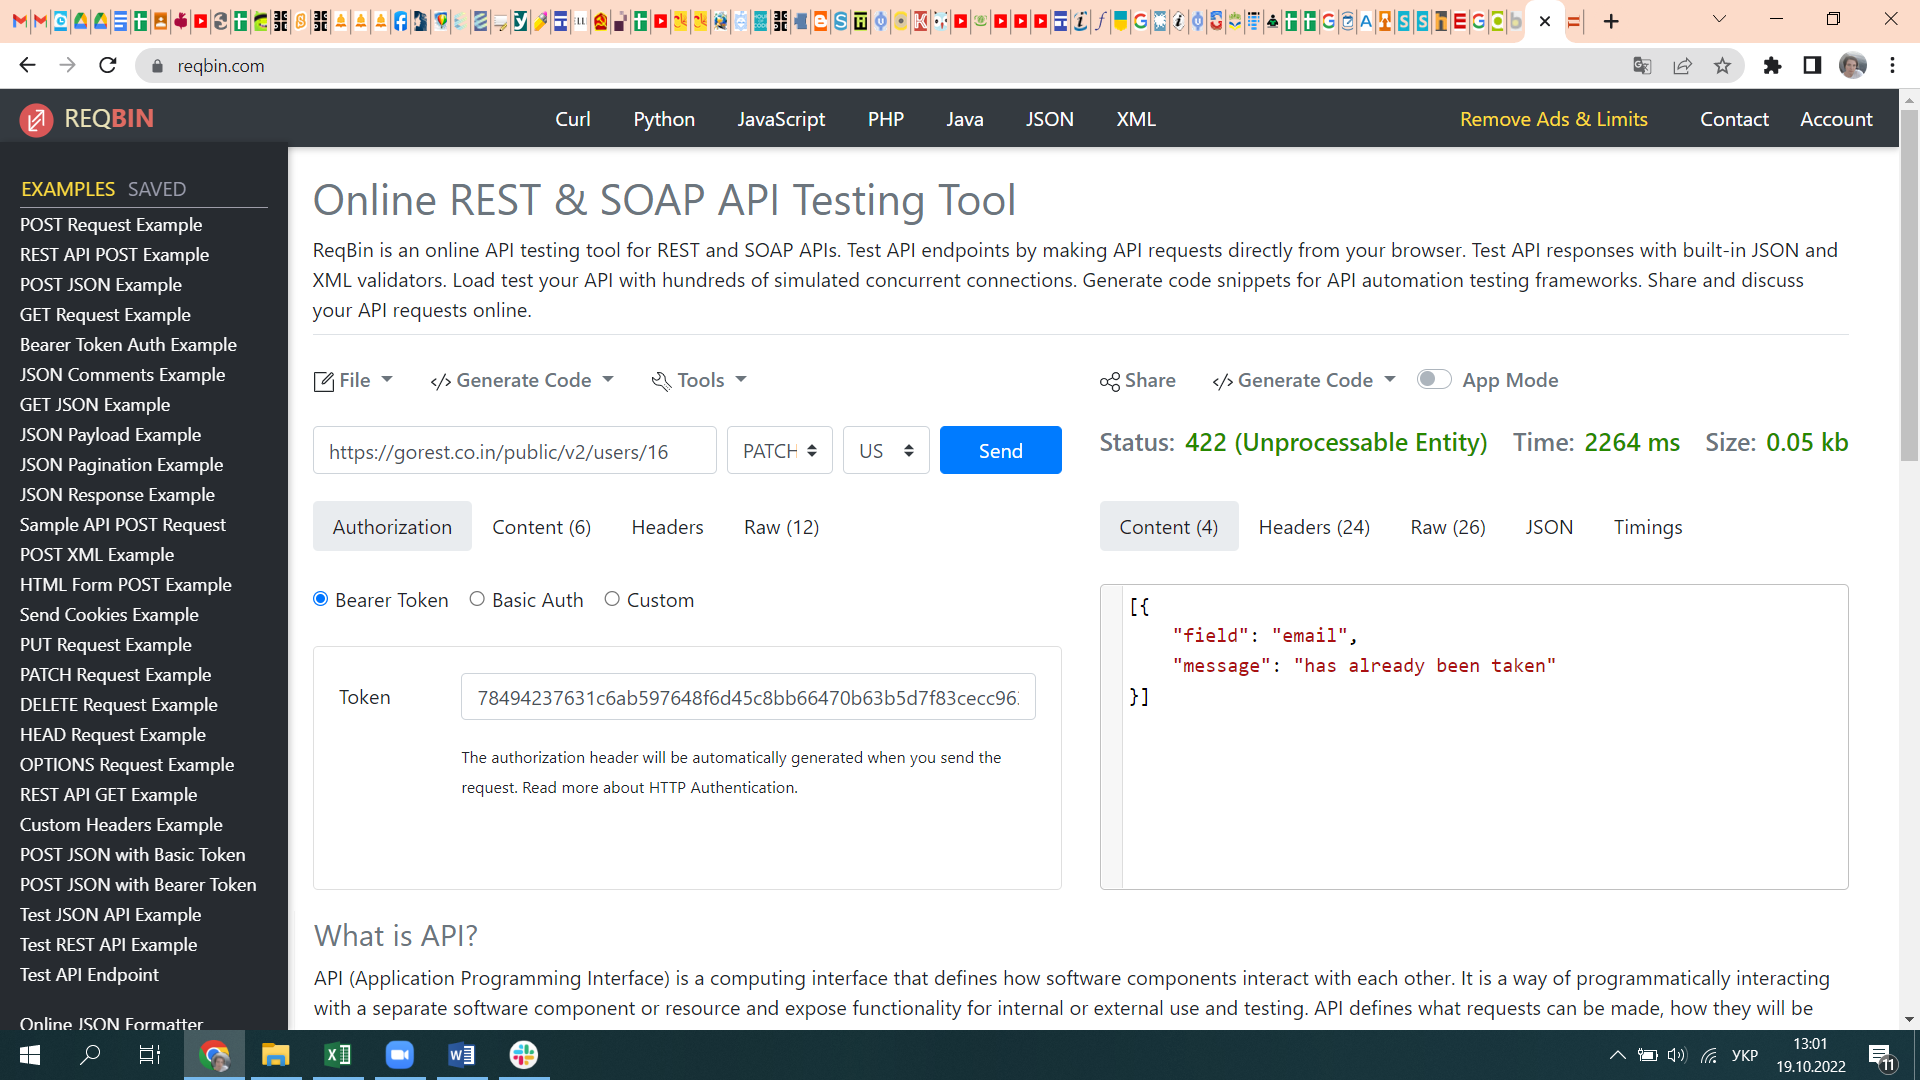 reqbin.com
REQBIN
Curl
Python
JavaScript
PHP
Java
JSON
XML
Remove Ads & Limits
Contact
Account
EXAMPLES
SAVED
POST Request Example
REST API POST Example
POST JSON Example
GET Request Example
Bearer Token Auth Example
JSON Comments Example
GET JSON Example
JSON Payload Example
JSON Pagination Example
JSON Response Example
Sample API POST Request
POST XML Example
HTML Form POST Example
Send Cookies Example
PUT Request Example
PATCH Request Example
DELETE Request Example
HEAD Request Example
OPTIONS Request Example
REST API GET Example
Custom Headers Example
POST JSON with Basic Token
POST JSON with Bearer Token
Test JSON API Example
Test REST API Example
Test API Endpoint
Online JSON Formatter
Online REST & SOAP API Testing Tool
ReqBin is an online API testing tool for REST and SOAP APIs. Test API endpoints by making API requests directly from your browser. Test API responses with built-in JSON and
XML validators. Load test your API with hundreds of simulated concurrent connections. Generate code snippets for API automation testing frameworks. Share and discuss
your API requests online.
File
</> Generate Code
Tools
Share
</> Generate Code
App Mode
https://gorest.co.in/public/v2/users/16
PATCH
US
Send
Status: 422 (Unprocessable Entity) Time: 2264 ms Size: 0.05 kb
Authorization
Content (6)
Headers
Raw (12)
Content (4)
Headers (24)
Raw (26)
JSON
Timings
Bearer Token
Basic Auth
Custom
Token
78494237631c6ab597648f6d45c8bb66470b63b5d7f83cecc96
The authorization header will be automatically generated when you send the
request. Read more about HTTP Authentication.
[{
"field": "email",
"message": "has already been taken"
}]
What is API?
API (Application Programming Interface) is a computing interface that defines how software components interact with each other. It is a way of programmatically interacting
with a separate software component or resource and expose functionality for internal or external use and testing. API defines what requests can be made, how they will be
УКР
13:01
19.10.2022
11